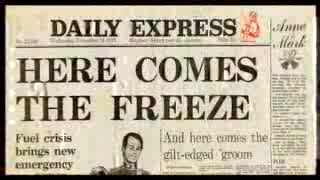 DAILY EXPRESS
Anne
Mark
HERE COMES
THE FREEZE
Fuel crisis
brings new
emergency
And here comes the
gilt-edged 'groom